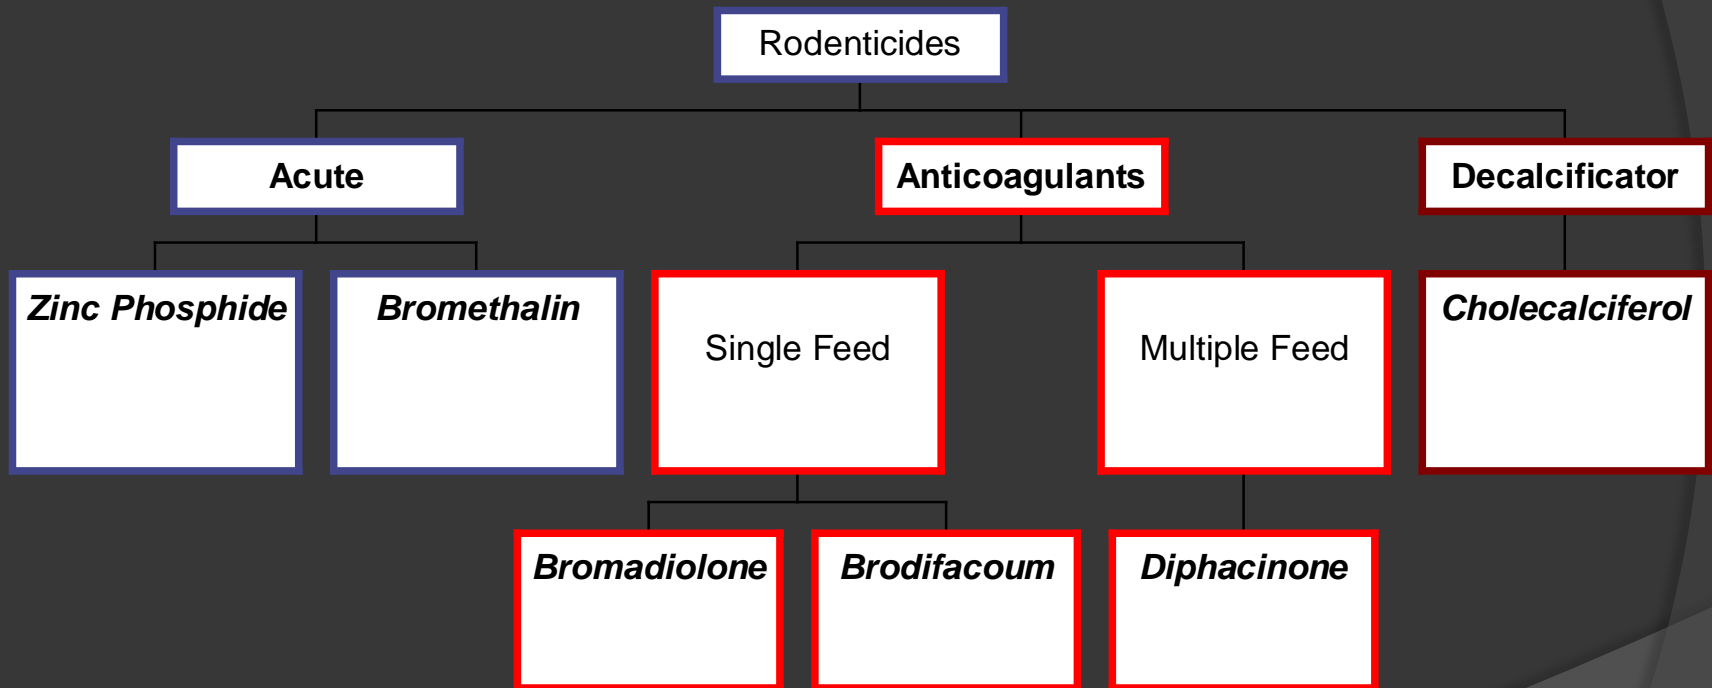 Rodenticides
Acute
Anticoagulants
Decalcificator
Zinc Phosphide
Bromethalin
Single Feed
Multiple Feed
Cholecalciferol
Bromadiolone
Brodifacoum
Diphacinone